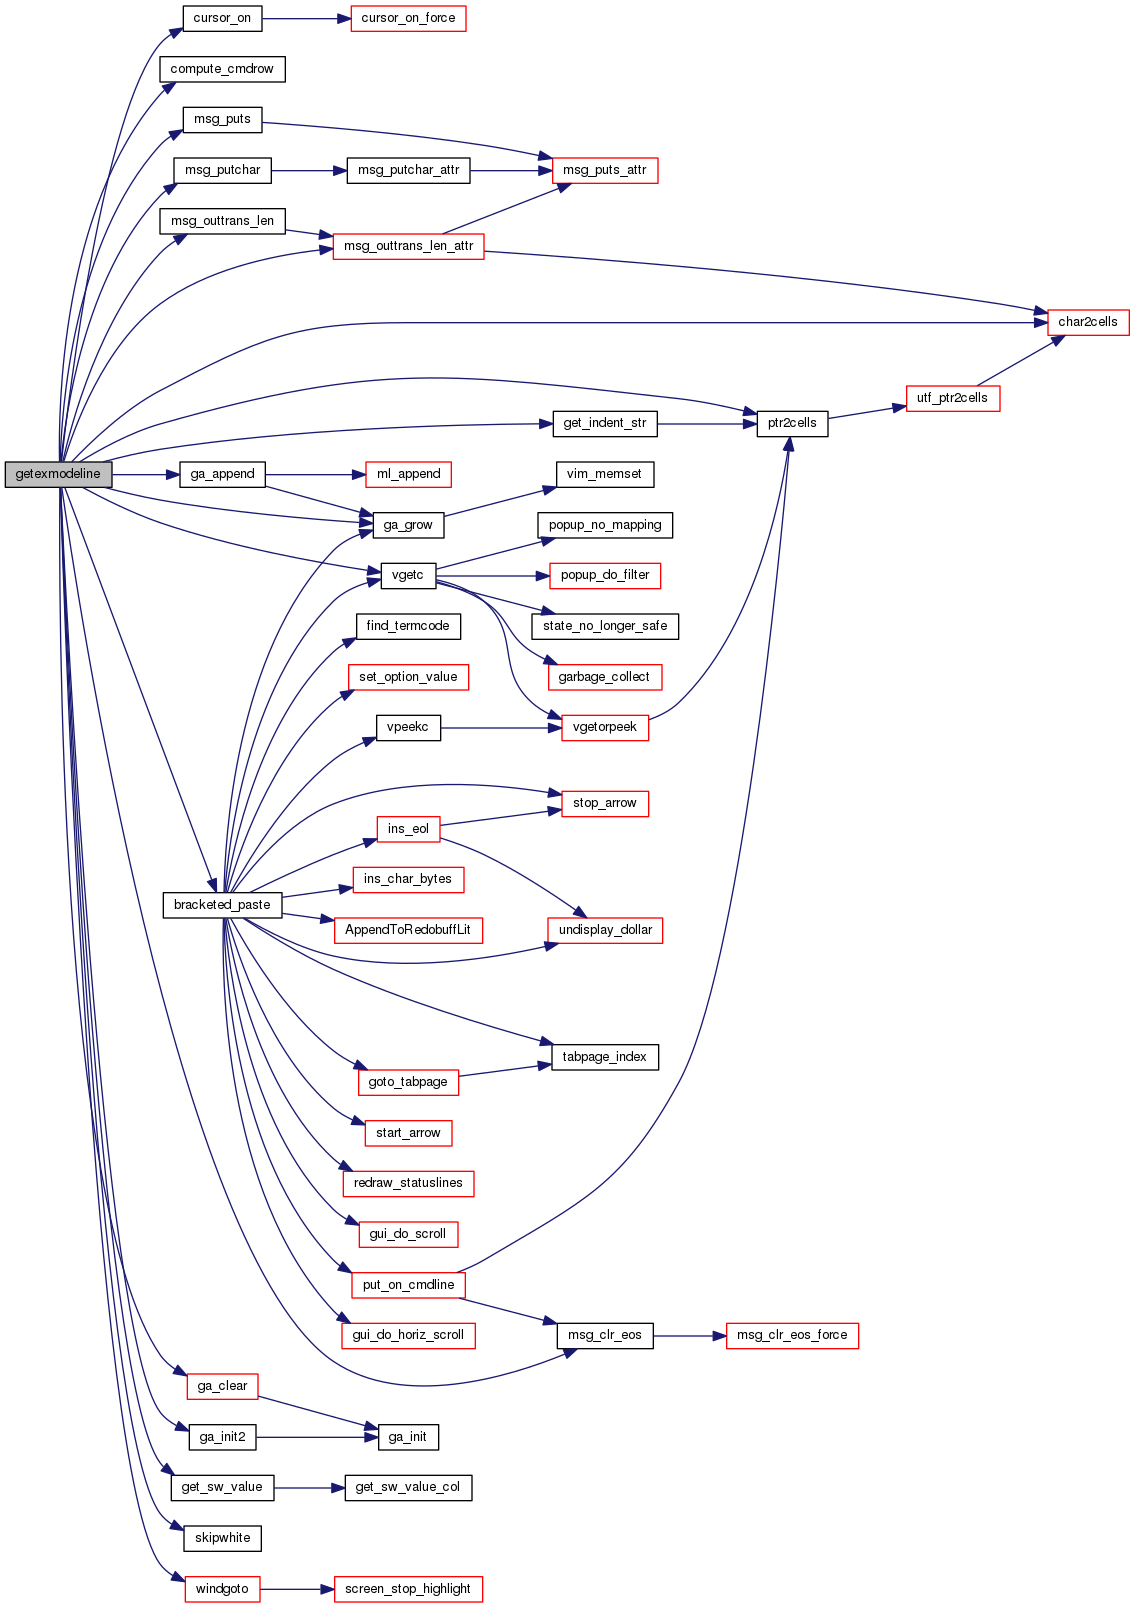 cursor_on
cursor_on_force
compute_cmdrow
msg_puts
msg_putchar
msg_putchar_attr
msg_puts_attr
msg_outtrans_len
msg_outtrans_len_attr
char2cells
utf_ptr2cells
get_indent_str
ptr2cells
getexmodeline
ga_append
ml_append
vim_memset
ga_grow
popup_no_mapping
vgetc
popup_do_filter
find_termcode
state_no_longer_safe
set_option_value
garbage_collect
vpeekc
vgetorpeek
stop_arrow
ins_eol
ins_char_bytes
bracketed_paste
AppendToRedobuffLit
undisplay_dollar
tabpage_index
goto_tabpage
start_arrow
redraw_statuslines
gui_do_scroll
put_on_cmdline
gui_do_horiz_scroll
msg_clr_eos
msg_clr_eos_force
ga_clear
ga_init2
ga_init
get_sw_value
get_sw_value_col
skipwhite
windgoto
screen_stop_highlight